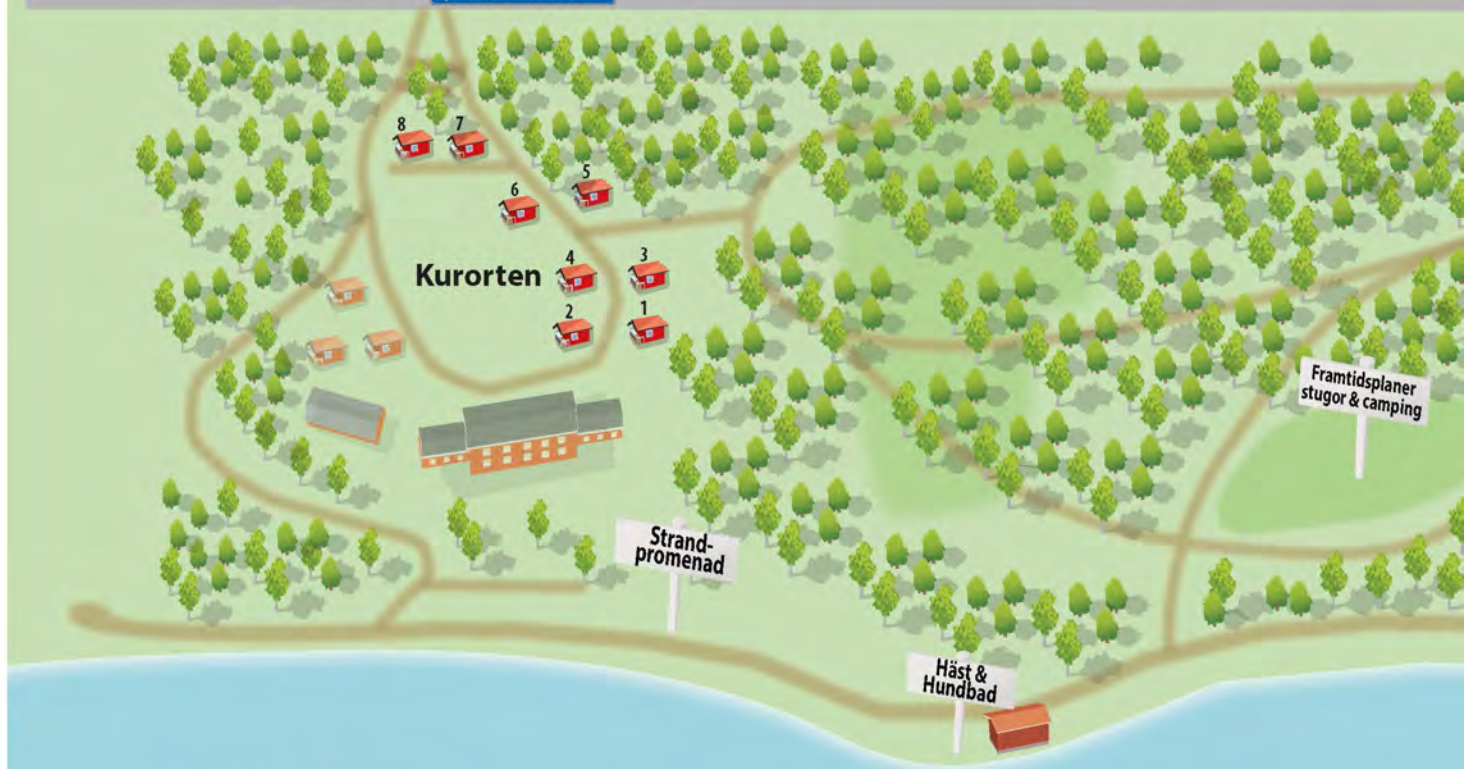 8
7
5
6
Kurorten
4
3
2
1
Framtidsplaner
stugor & camping
Strand-
promenad
Häst &
Hundbad